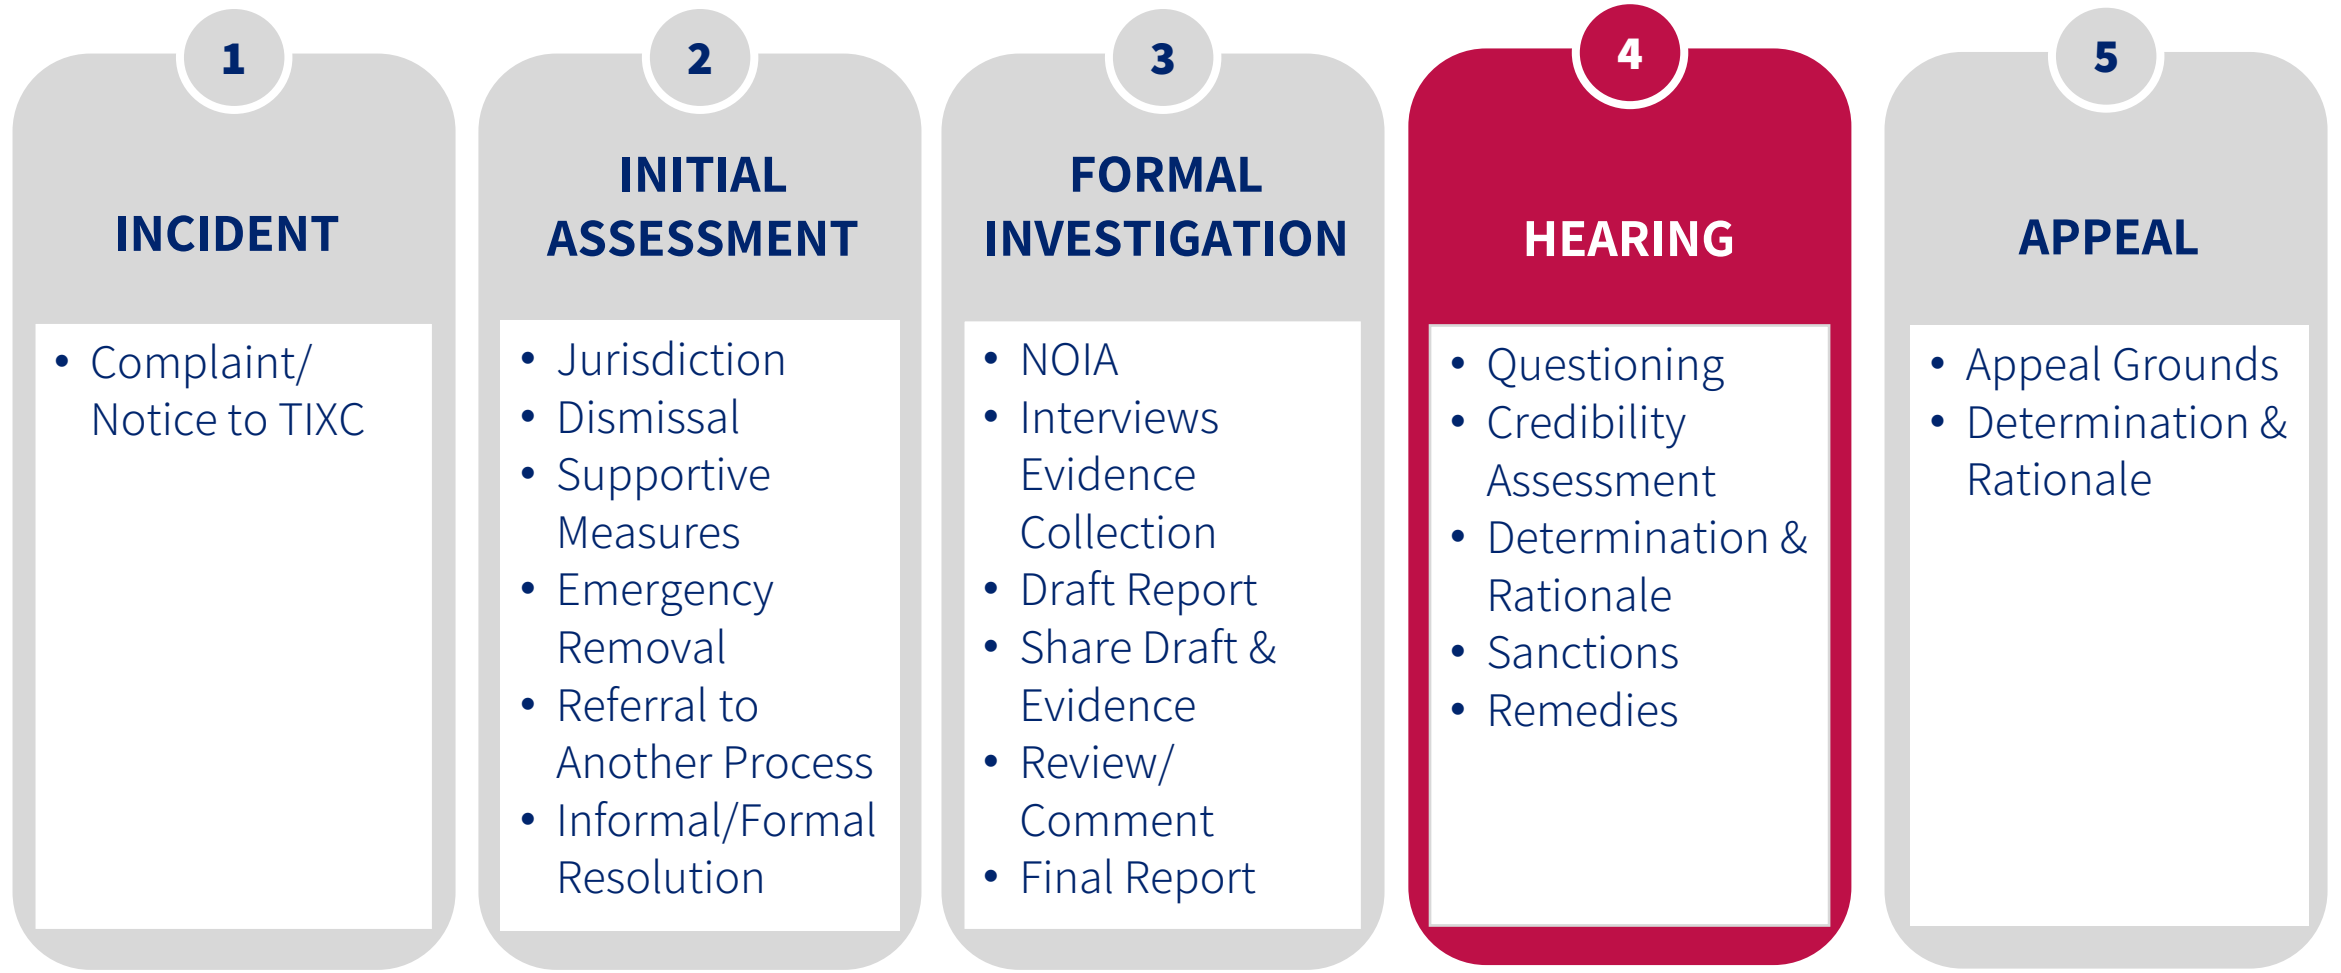 1
INCIDENT
• Complaint/
Notice to TIXC
2
INITIAL
ASSESSMENT
• Jurisdiction
• Dismissal
• Supportive
Measures
• Emergency
Removal
• Referral to
Another Process
• Informal/Formal
Resolution
3
FORMAL
INVESTIGATION
• NOIA
• Interviews
Evidence
Collection
• Draft Report
• Share Draft &
Evidence
• Review/
Comment
• Final Report
4
HEARING
• Questioning
• Credibility
Assessment
• Determination &
Rationale
• Sanctions
• Remedies
5
APPEAL
• Appeal Grounds
• Determination &
Rationale